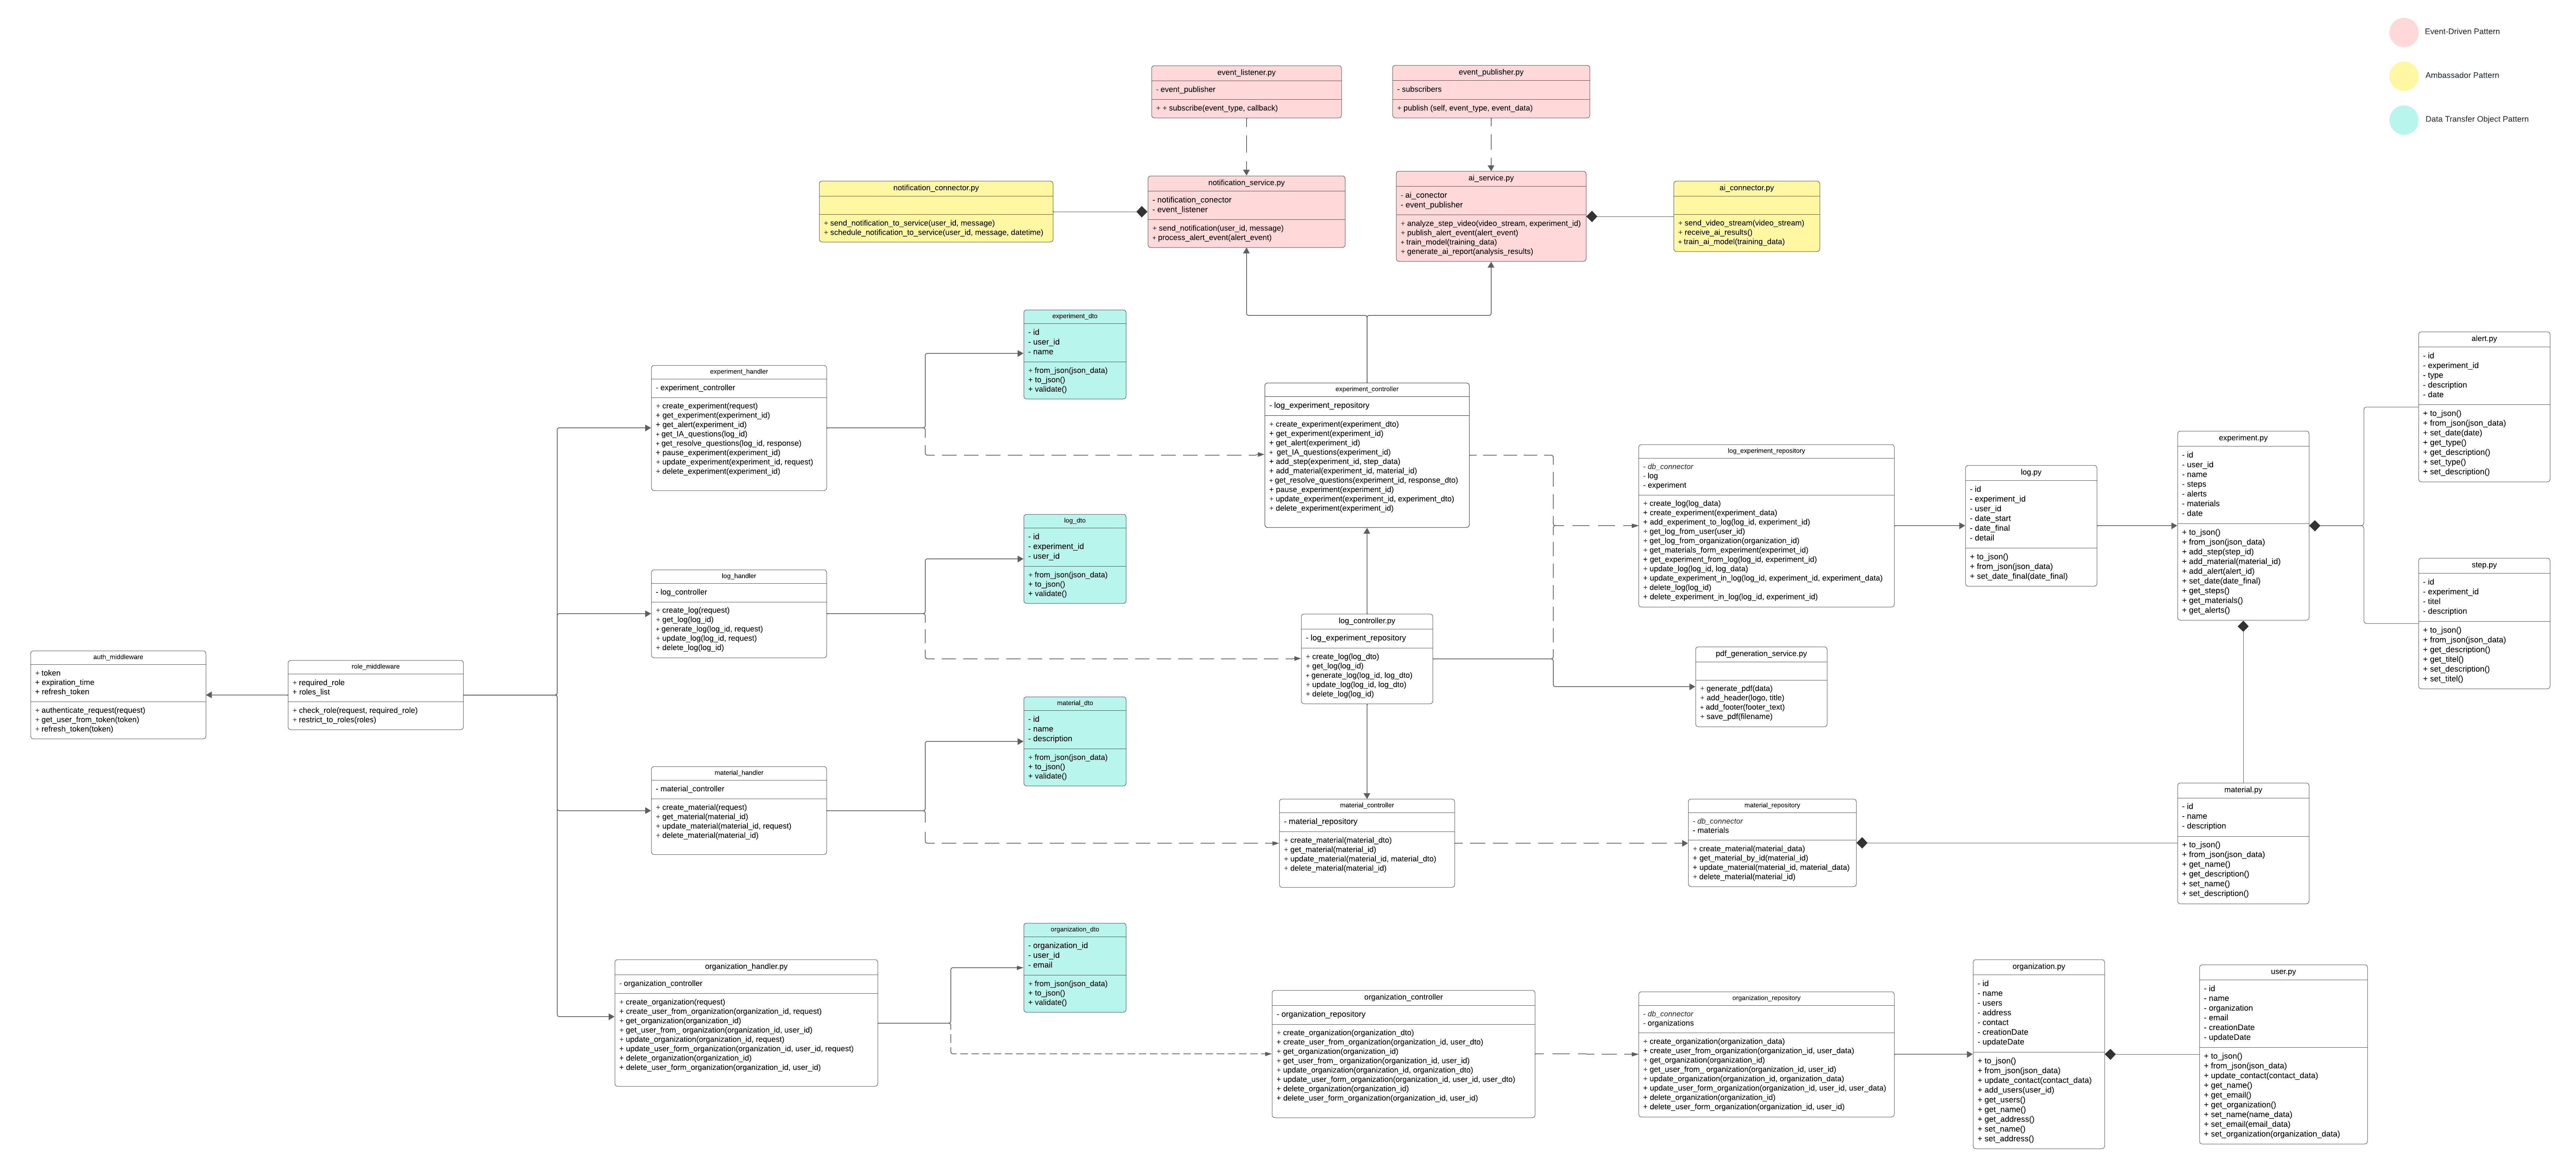 Event-Driven Pattern
Ambassador Pattern
Data Transfer Object Pattern
event_listener.py
- event_publisher
+ + subscribe(event_type, callback)
event_publisher.py
- subscribers
+ publish (self, event_type, event_data)
notification_connector.py
+ send_notification_to_service(user_id, message)
+ schedule_notification_to_service(user_id, message, datetime)
notification_service.py
- notification_conector
- event_listener
+ send_notification(user_id, message)
+ process_alert_event(alert_event)
ai_service.py
- ai_conector
- event_publisher
+ analyze_step_video(video_stream, experiment_id)
+ publish_alert_event(alert_event)
+ train_model(training_data)
+ generate_ai_report(analysis_results)
ai_connector.py
+ send_video_stream(video_stream)
+ receive_ai_results()
+ train_ai_model(training_data)
experiment_dto
- id
- user_id
- name
+ from_json(json_data)
+ to_json()
+ validate()
experiment_handler
- experiment_controller
+ create_experiment(request)
+ get_experiment(experiment_id)
+ get_alert(experiment_id)
+ get_IA_questions(log_id)
+ get_resolve_questions(log_id, response)
+ pause_experiment(experiment_id)
+ update_experiment(experiment_id, request)
+ delete_experiment(experiment_id)
experiment_controller
- log_experiment_repository
+ create_experiment(experiment_dto)
+ get_experiment(experiment_id)
+ get_alert(experiment_id)
+ get_IA_questions(experiment_id)
+ add_step(experiment_id, step_data)
+ add_material(experiment_id, material_id)
+ get_resolve_questions(experiment_id, response_dto)
+ pause_experiment(experiment_id)
+ update_experiment(experiment_id, experiment_dto)
+ delete_experiment(experiment_id)
log_experiment_repository
- db_connector
- log
- experiment
+ create_log(log_data)
+ create_experiment(experiment_data)
+ add_experiment_to_log(log_id, experiment_id)
+ get_log_from_user(user_id)
+ get_log_from_organization(organization_id)
+ get_materials_form_experiment(experimet_id)
+ get_experiment_from_log(log_id, experiment_id)
+ update_log(log_id, log_data)
+ update_experiment_in_log(log_id, experiment_id, experiment_data)
+ delete_log(log_id)
+ delete_experiment_in_log(log_id, experiment_id)
log.py
- id
- experiment_id
- user_id
- date_start
- date_final
- detail
+ to_json()
+ from_json(json_data)
+ set_date_final(date_final)
experiment.py
- id
- user_id
- name
- steps
- alerts
- materials
- date
+ to_json()
+ from_json(json_data)
+ add_step(step_id)
+ add_material(material_id)
+ add_alert(alert_id)
+ set_date(date_final)
+ get_steps()
+ get_materials()
+ get_alerts()
alert.py
- id
- experiment_id
- type
- description
- date
+ to_json()
+ from_json(json_data)
+ set_date(date)
+ get_type()
+ get_description()
+ set_type()
+ set_description()
step.py
- id
- experiment_id
- titel
- description
+ to_json()
+ from_json(json_data)
+ get_description()
+ get_titel()
+ set_description()
+ set_titel()
log_dto
- id
- experiment_id
- user_id
+ from_json(json_data)
+ to_json()
+ validate()
log_handler
- log_controller
+ create_log(request)
+ get_log(log_id)
+ generate_log(log_id, request)
+ update_log(log_id, request)
+ delete_log(log_id)
log_controller.py
- log_experiment_repository
+ create_log(log_dto)
+ get_log(log_id)
+ generate_log(log_id, log_dto)
+ update_log(log_id, log_dto)
+ delete_log(log_id)
pdf_generation_service.py
+ generate_pdf(data)
+ add_header(logo, title)
+ add_footer(footer_text)
+ save_pdf(filename)
auth_middleware
+ token
+ expiration_time
+ refresh_token
+ authenticate_request(request)
+ get_user_from_token(token)
+ refresh_token(token)
role_middleware
+ required_role
+ roles_list
+ check_role(request, required_role)
+ restrict_to_roles(roles)
material_dto
- id
- name
- description
+ from_json(json_data)
+ to_json()
+ validate()
material_handler
- material_controller
+ create_material(request)
+ get_material(material_id)
+ update_material(material_id, request)
+ delete_material(material_id)
material_controller
- material_repository
+ create_material(material_dto)
+ get_material(material_id)
+ update_material(material_id, material_dto)
+ delete_material(material_id)
material_repository
- db_connector
- materials
+ create_material(material_data)
+ get_material_by_id(material_id)
+ update_material(material_id, material_data)
+ delete_material(material_id)
material.py
- id
- name
- description
+ to_json()
+ from_json(json_data)
+ get_name()
+ get_description()
+ set_name()
+ set_description()
organization_dto
- organization_id
- user_id
- email
+ from_json(json_data)
+ to_json()
+ validate()
organization_handler.py
- organization_controller
+ create_organization(request)
+ create_user_from_organization(organization_id, request)
+ get_organization(organization_id)
+ get_user_from_ organization(organization_id, user_id)
+ update_organization(organization_id, request)
+ update_user_form_organization(organization_id, user_id, request)
+ delete_organization(organization_id)
+ delete_user_form_organization(organization_id, user_id)
organization_controller
- organization_repository
+ create_organization(organization_dto)
+ create_user_from_organization(organization_id, user_dto)
+ get_organization(organization_id)
+ get_user_from_ organization(organization_id, user_id)
+ update_organization(organization_id, organization_dto)
+ update_user_form_organization(organization_id, user_id, user_dto)
+ delete_organization(organization_id)
+ delete_user_form_organization(organization_id, user_id)
organization_repository
- db_connector
- organizations
+ create_organization(organization_data)
+ create_user_from_organization(organization_id, user_data)
+ get_organization(organization_id)
+ get_user_from_ organization(organization_id, user_id)
+ update_organization(organization_id, organization_data)
+ update_user_form_organization(organization_id, user_id, user_data)
+ delete_organization(organization_id)
+ delete_user_form_organization(organization_id, user_id)
organization.py
- id
- name
- users
- address
- contact
- creationDate
- updateDate
+ to_json()
+ from_json(json_data)
+ update_contact(contact_data)
+ add_users(user_id)
+ get_users()
+ get_name()
+ get_address()
+ set_name()
+ set_address()
user.py
- id
- name
- organization
- email
- creationDate
- updateDate
+ to_json()
+ from_json(json_data)
+ update_contact(contact_data)
+ get_name()
+ get_email()
+ get_organization()
+ set_name(name_data)
+ set_email(email_data)
+ set_organization(organization_data)